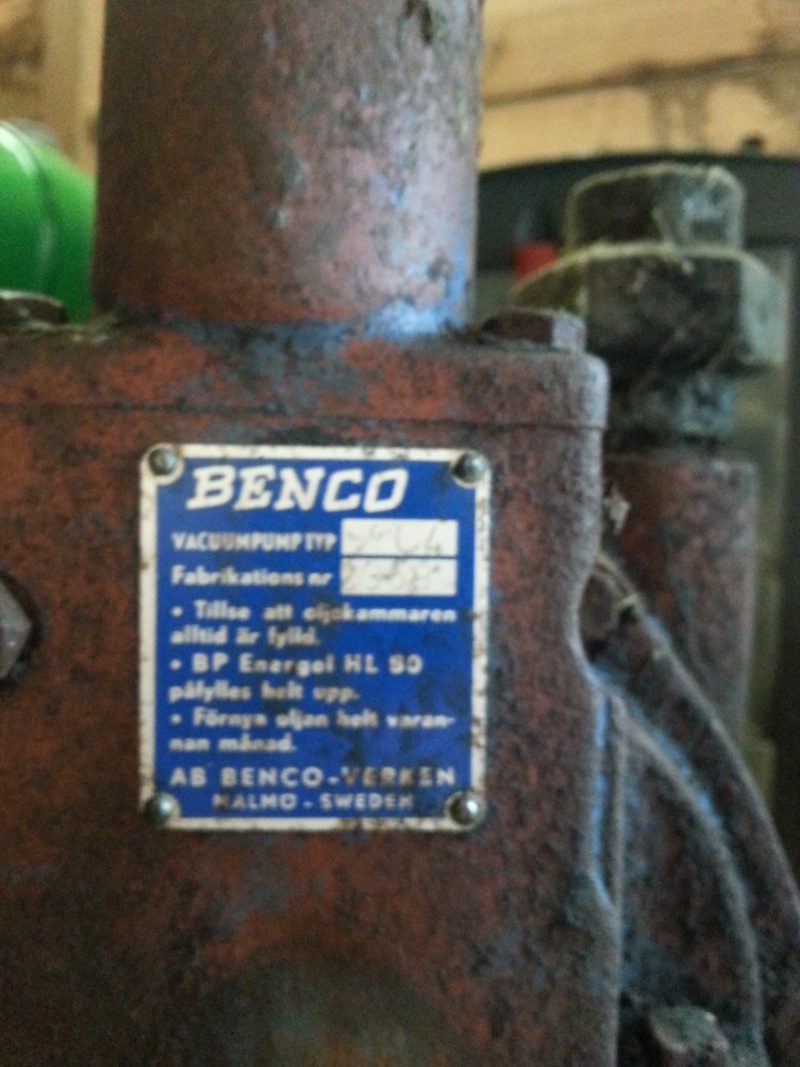 BENCO
VACUUMPUMP TYP
Fabrikations nr
• Tillse att oljekammaren
alltid är fylld.
• BP Energol HL 50
påfylles helt upp.
• Förnya oljan helt varan-
nan månad.
AB BENCO-VERKEN
MALMÖ - SWEDEN